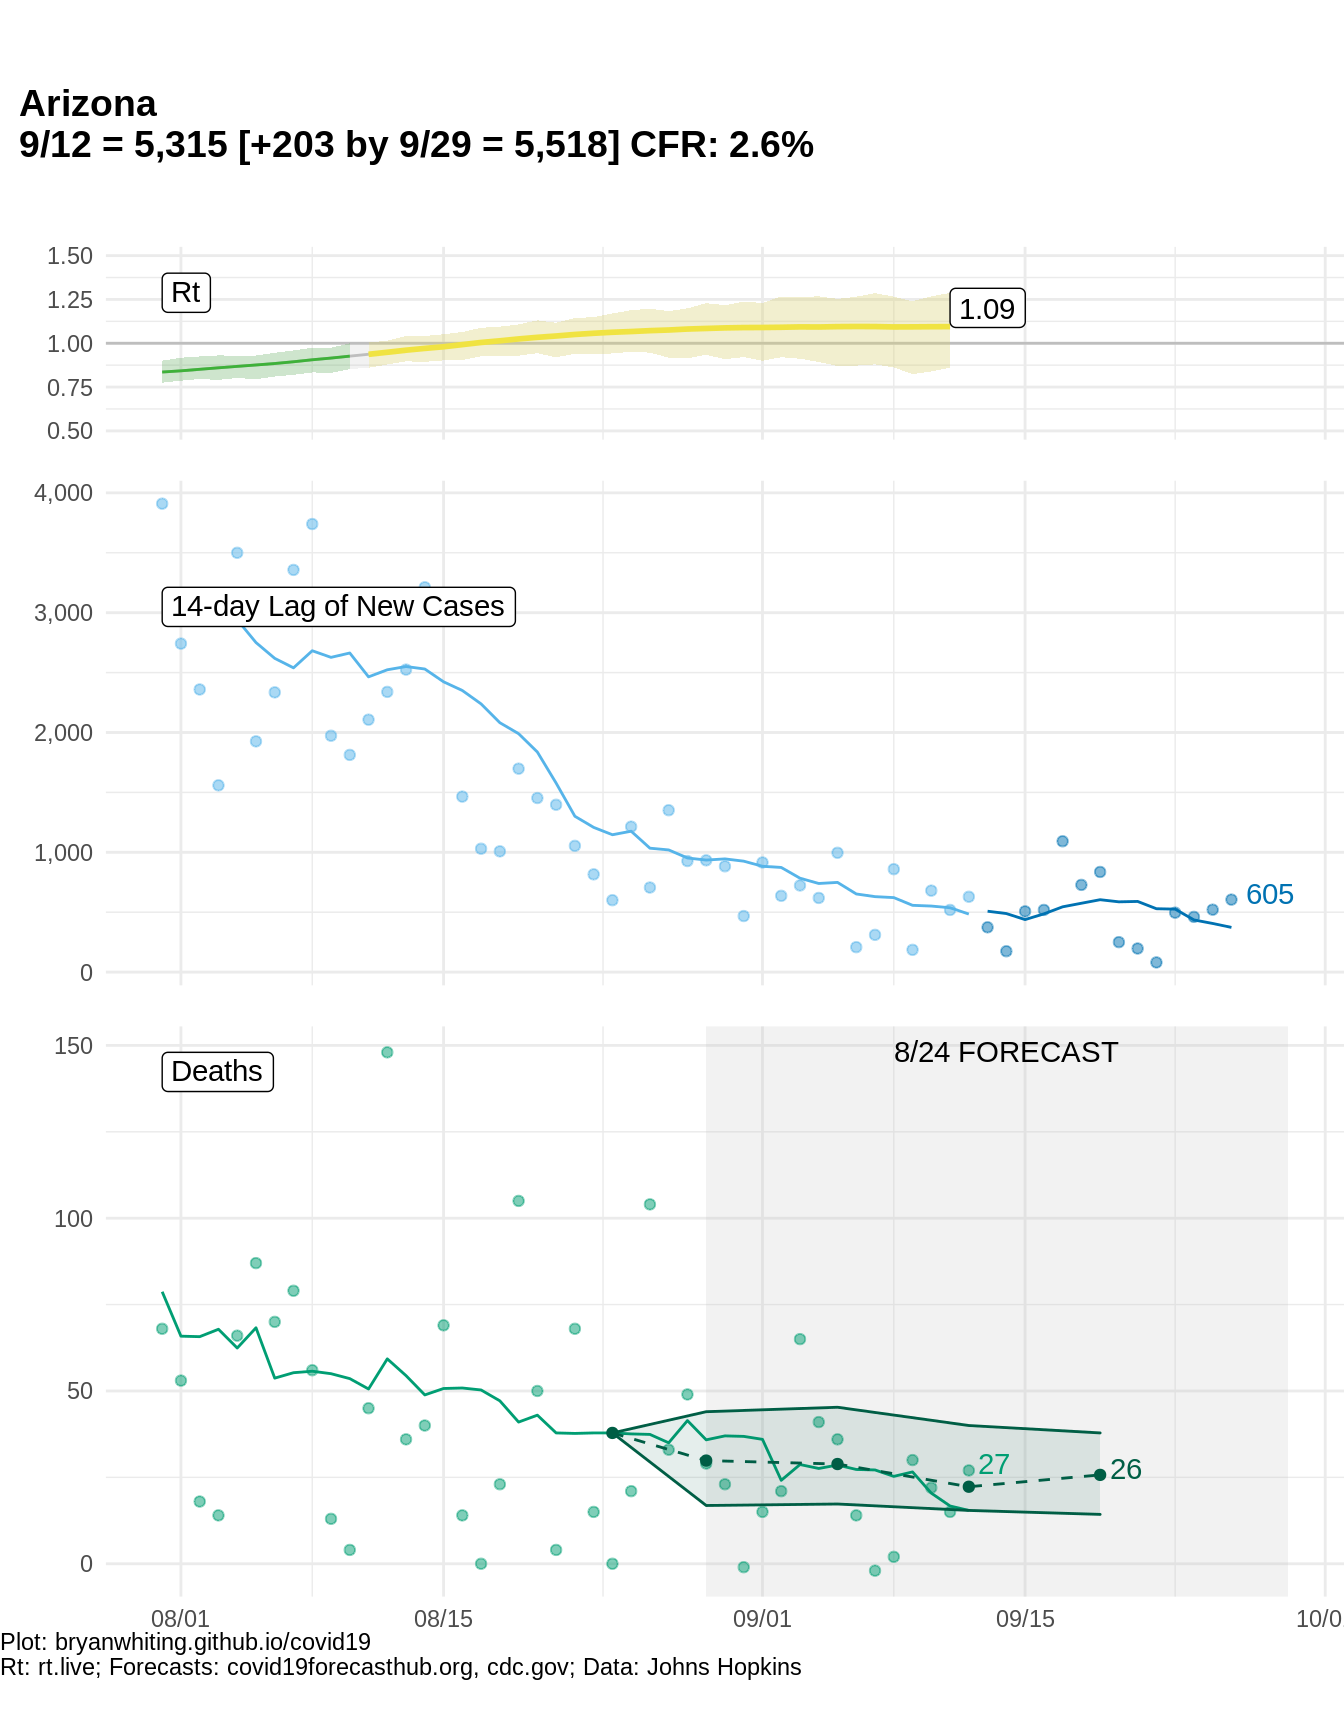 Arizona
9/12 = 5,315 [+203 by 9/29 = 5,518] CFR: 2.6%
1.50
Rt
1.25
1.09
1.00
0.75
0.50
4,000
14-day Lag of New Cases
3,000
2,000
1,000
605
0
8/24 FORECAST
150
Deaths
100
50
27
26
0
08/01 08/15 09/01 09/15 10/0
Plot: bryanwhiting.github.io/covid19
Rt: rt.live; Forecasts: covid19forecasthub.org, cdc.gov; Data: Johns Hopkins